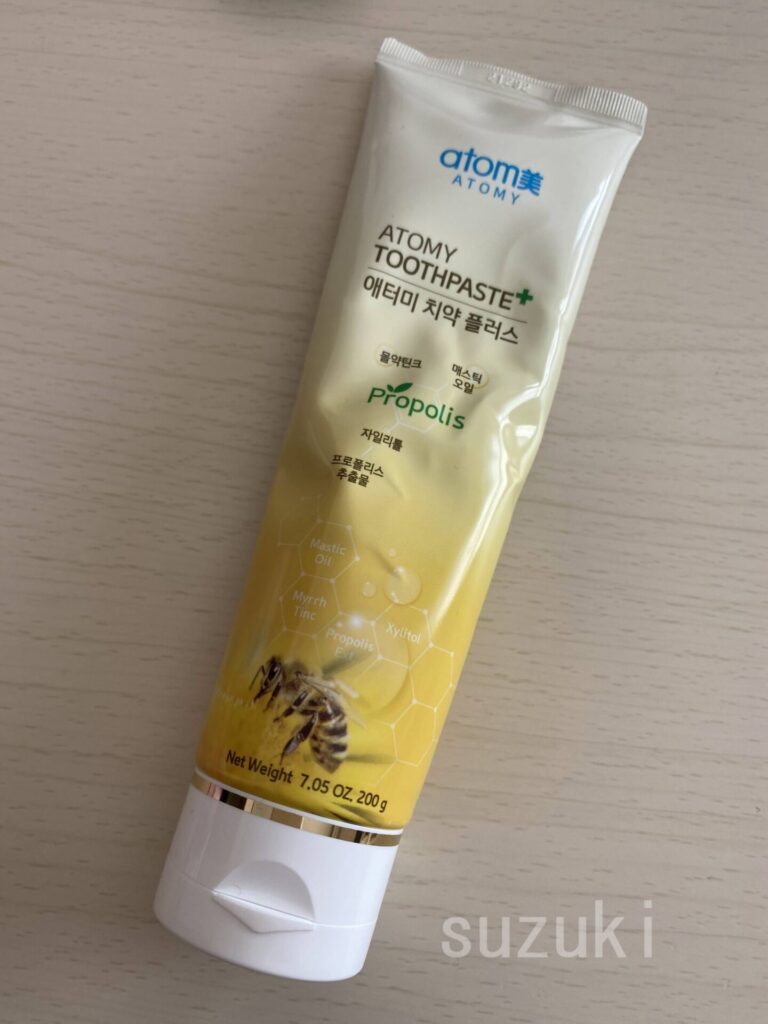 atom美
ATOMY
ATOMY
TOOTHPASTE+
애터미 치약 플러스
몰약틴크
매스틱
오일
Propolis
자일리톨
프로폴리스
추출물
Mastic
Oil
Myrrh
Tinc
Xylitol
Propolis
Net Weight 7.05 OZ. 200 g
suzuki